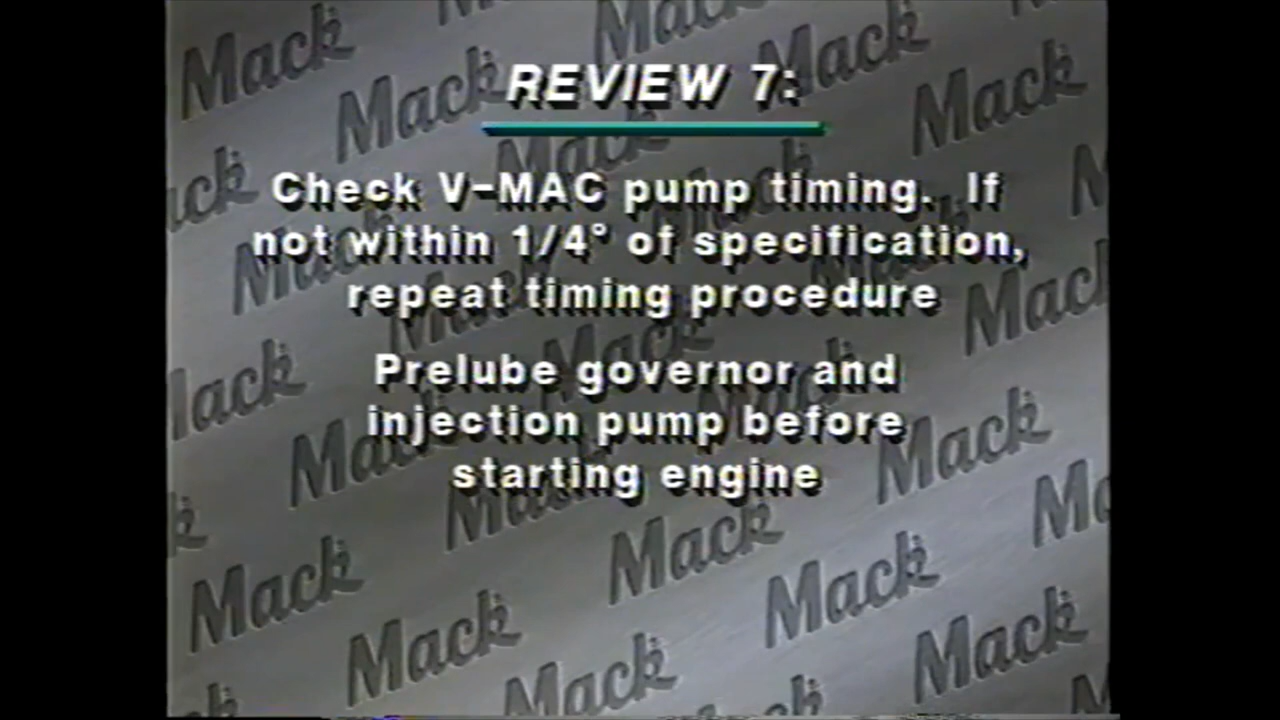 REVIEW 7:
Check V-MAC pump timing. If
not within 1/4° of specification,
repeat timing procedure
Prelube governor and
injection pump before
starting engine